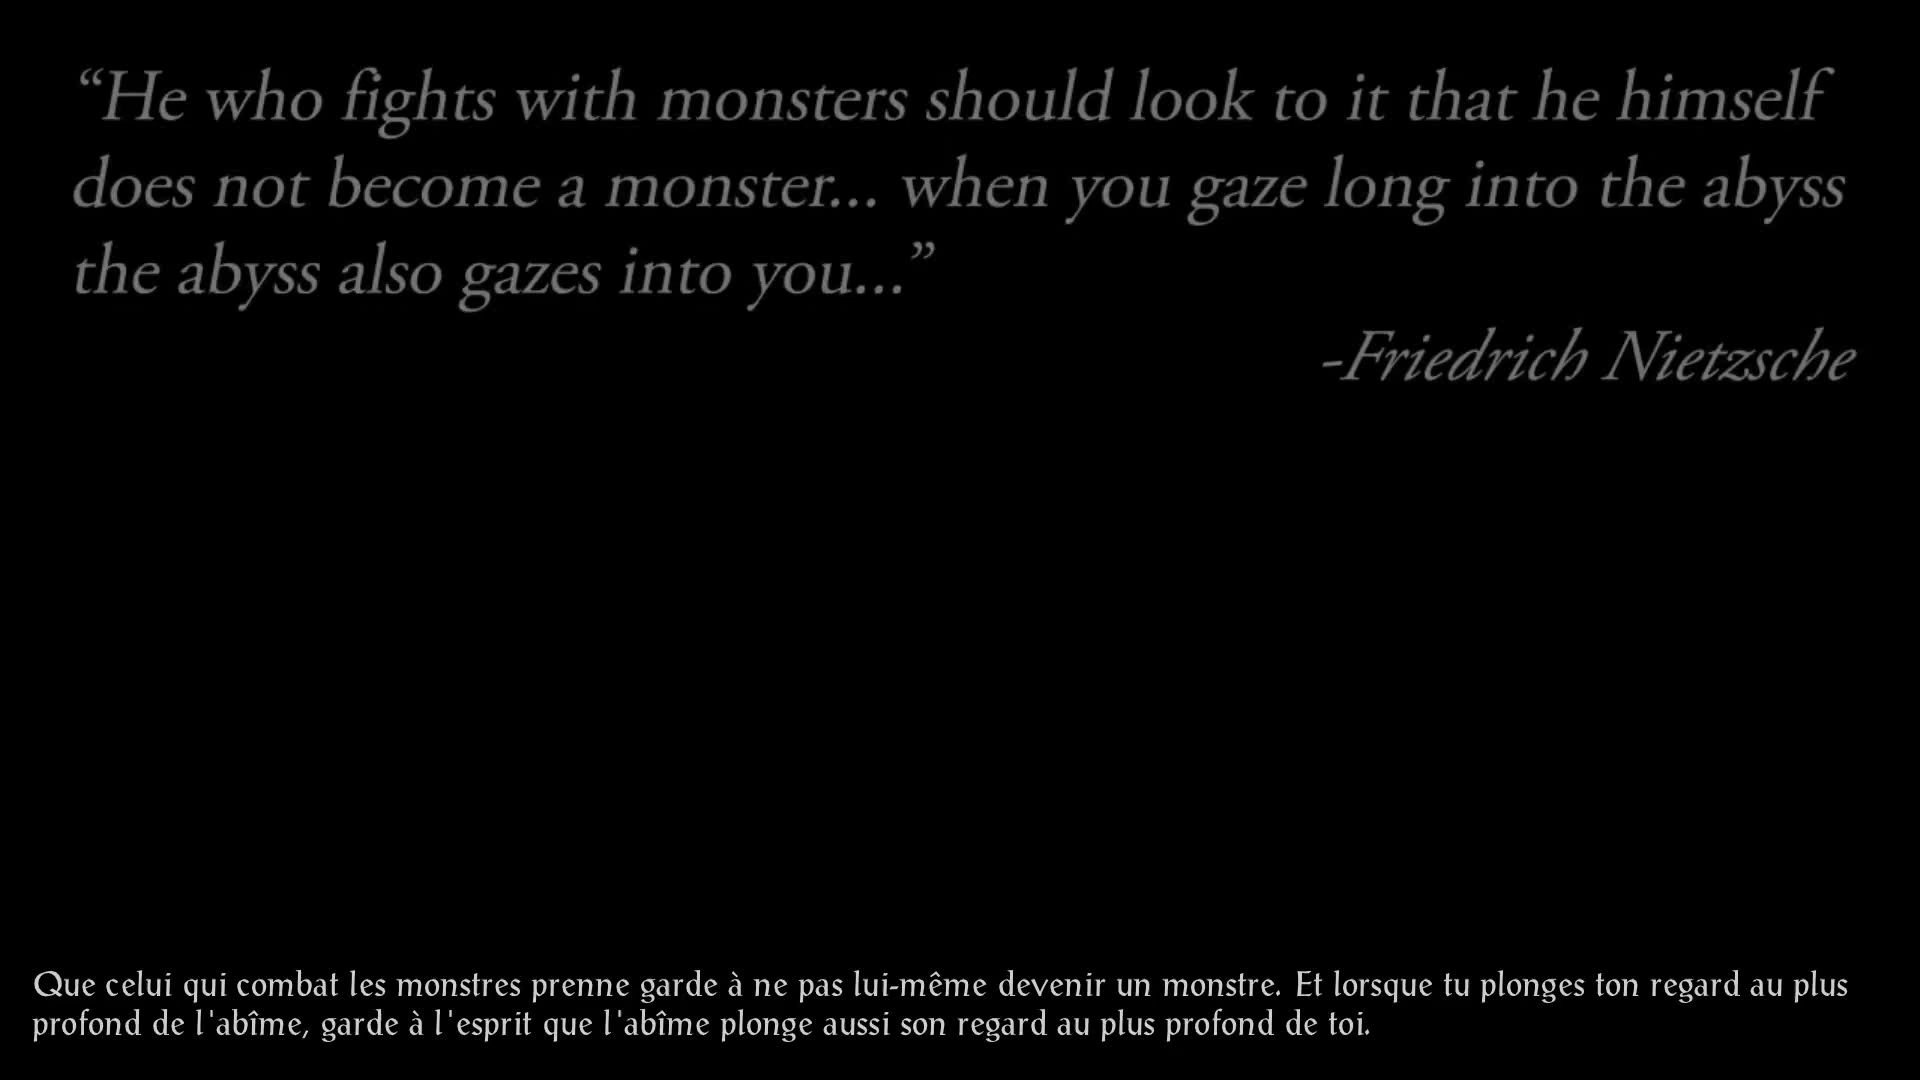 “He who fights with monsters should look to it that he himself
does not become a monster... when you gaze long into the abyss
the abyss also gazes into you...”
-Friedrich Nietzsche
Que celui qui combat les monstres prenne garde à ne pas lui-même devenir un monstre. Et lorsque tu plonges ton regard au plus
profond de l'abîme, garde à l'esprit que l'abîme plonge aussi son regard au plus profond de toi.